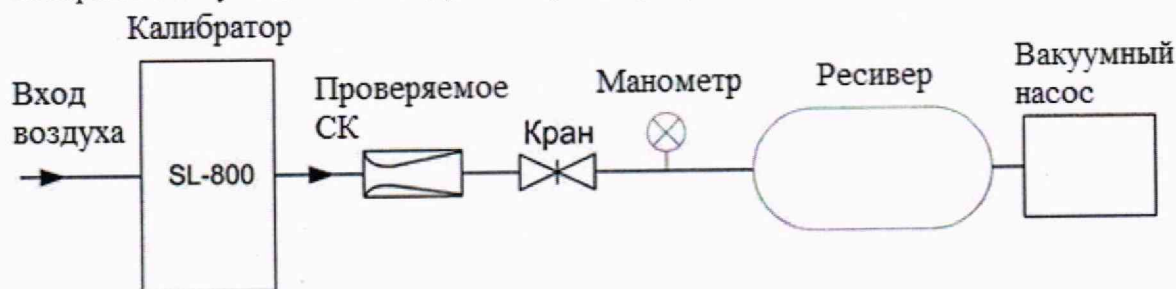 Калибратор
Вход
воздуха
SL-800
Проверяемое
СК
Кран
Манометр
Ресивер
Вакуумный
насос